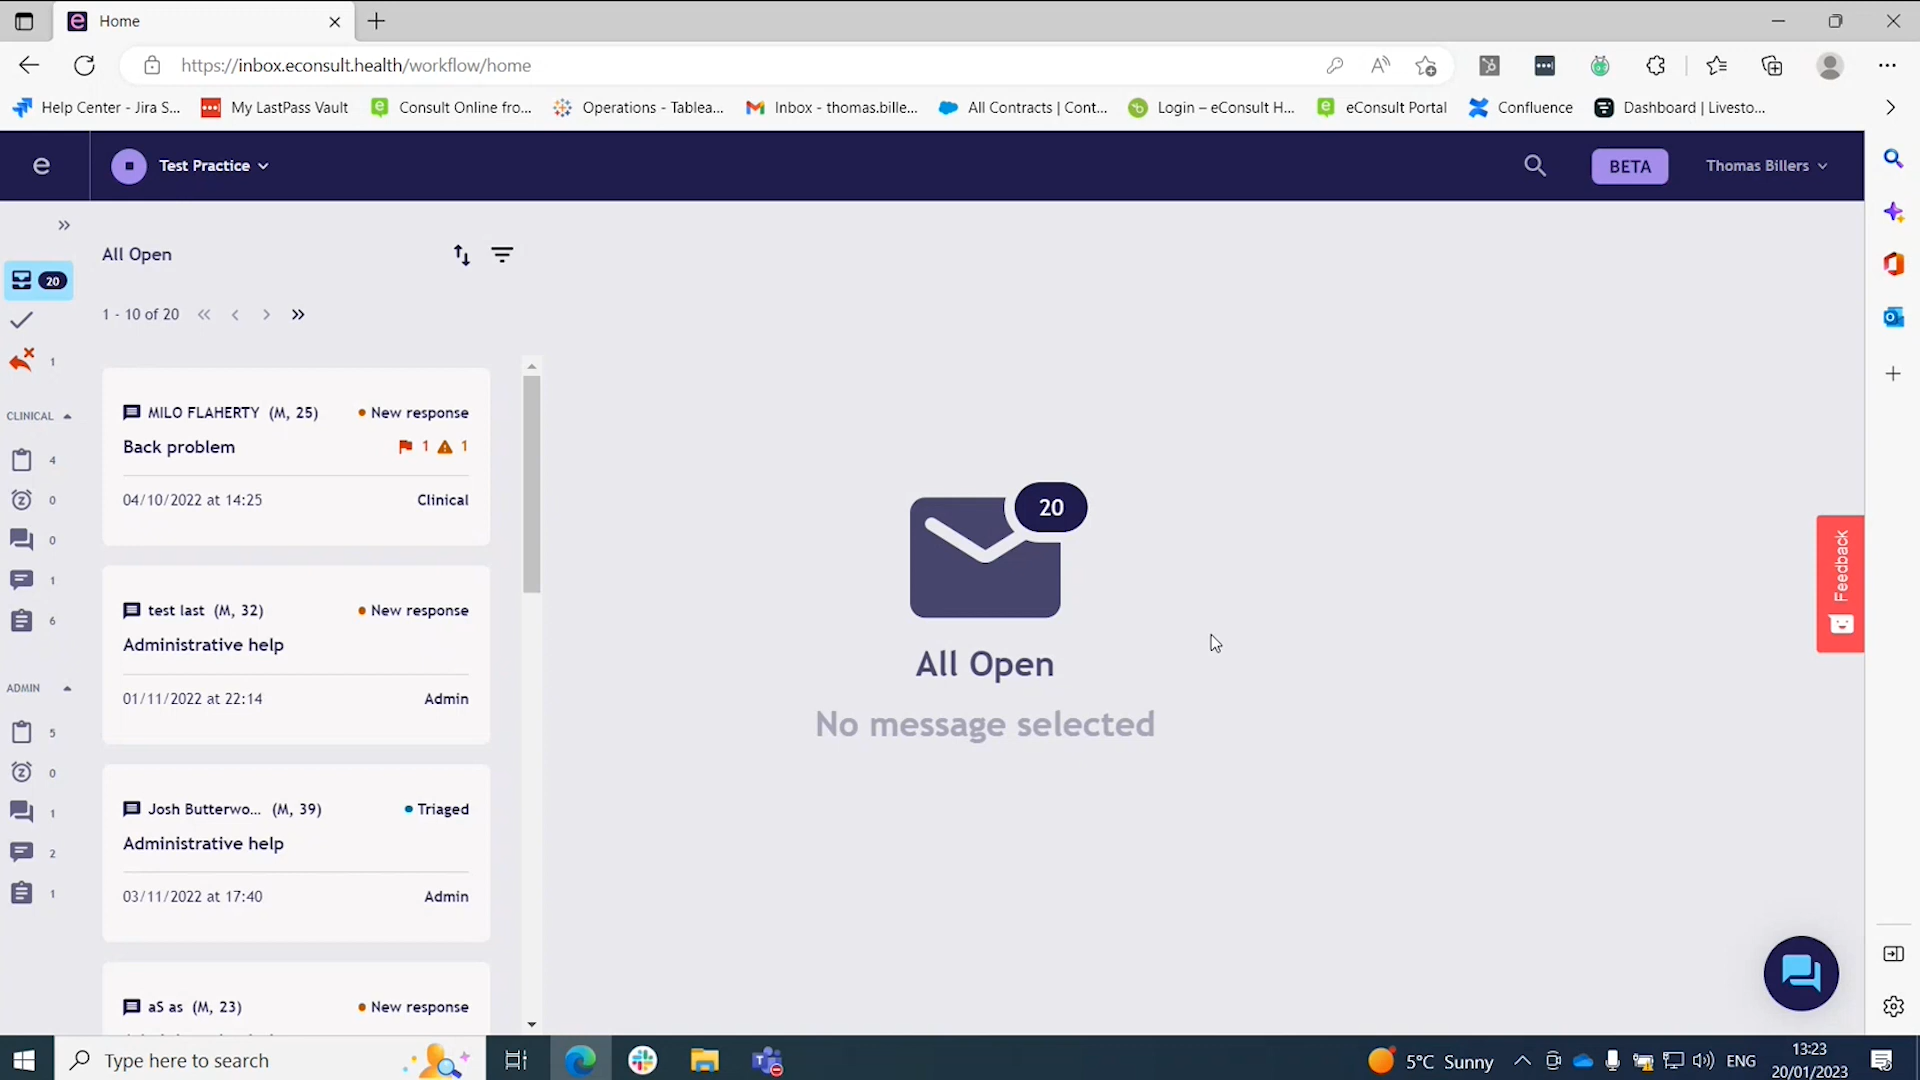 Home
https://inbox.econsult.health/workflow/home
Help Center - Jira S...
My LastPass Vault
Consult Online fro...
Operations - Tablea...
Inbox - thomas.bille...
All Contracts | Cont...
Login – eConsult H...
eConsult Portal
Confluence
Dashboard | Livesto...
e
Test Practice
BETA
Thomas Billers
All Open
20
1 - 10 of 20
1
CLINICAL
4
0
0
1
6
ADMIN
5
0
1
2
1
MILO FLAHERTY (M, 25)
New response
Back problem
1
1
04/10/2022 at 14:25
Clinical
test last (M, 32)
New response
Administrative help
01/11/2022 at 22:14
Admin
Josh Butterwo... (M, 39)
Triaged
Administrative help
03/11/2022 at 17:40
Admin
aS as (M, 23)
New response
20
All Open
No message selected
Feedback
Type here to search
5°C Sunny
ENG
13:23
20/01/2023